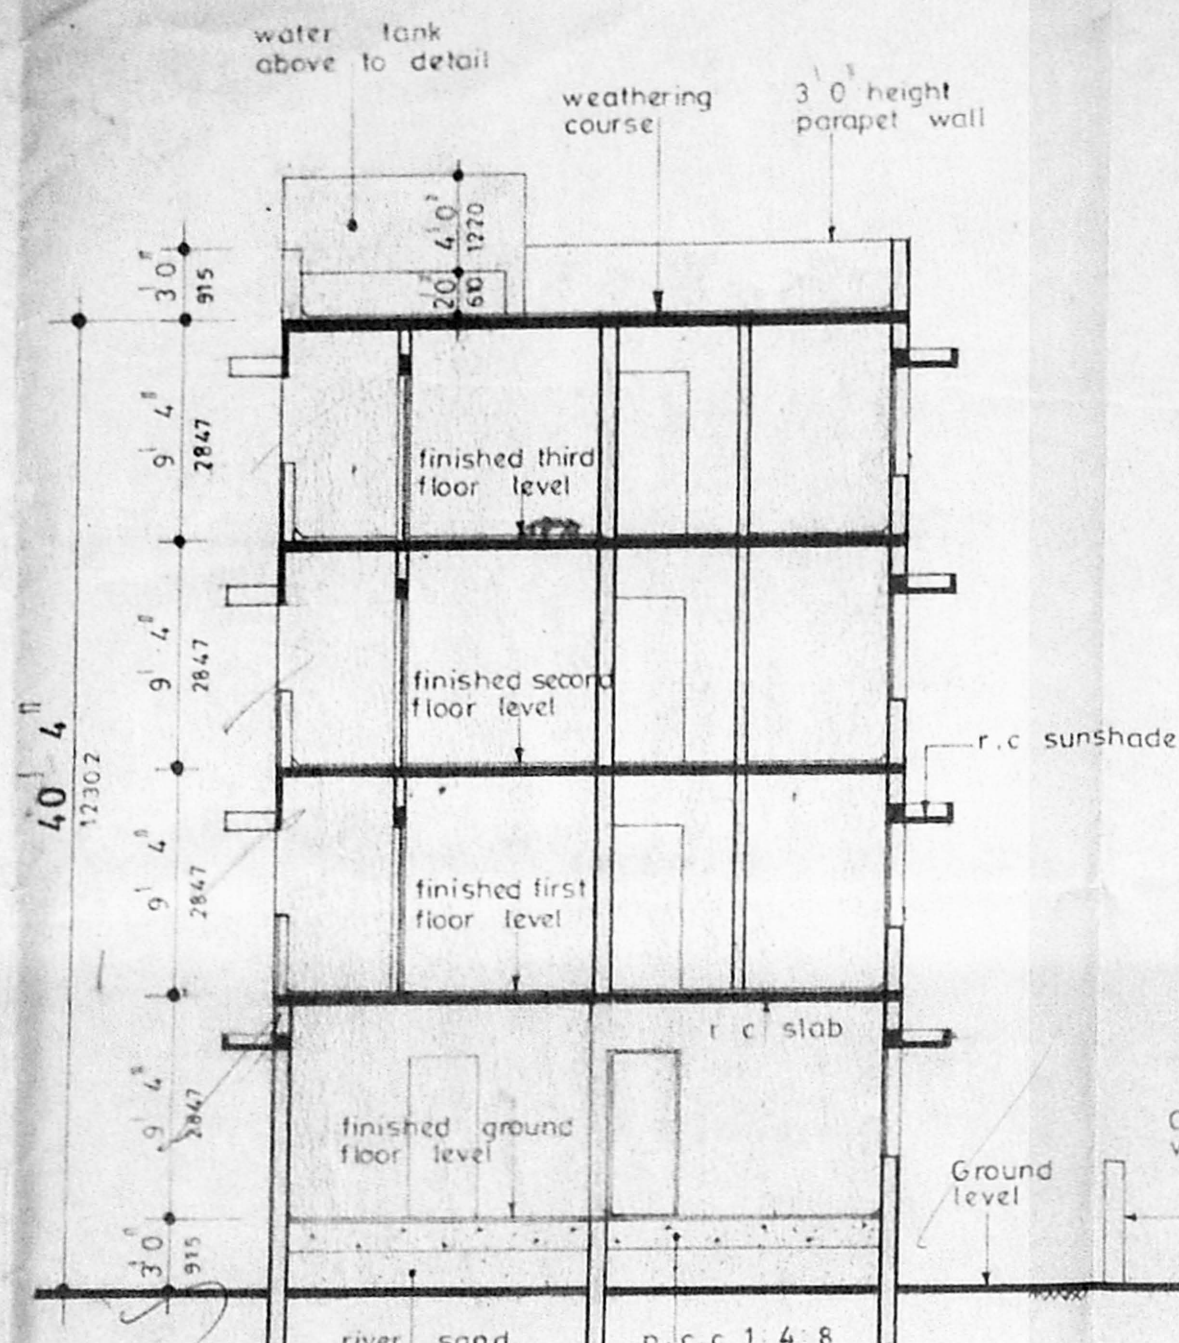 water tank
above to detail
weathering
course
3' 0" height
parapet wall
4' 0"
1220
2' 0"
610
3' 0"
915
9' 4"
2847
finished third
floor level
9' 4"
2847
finished second
floor level
40' 4"
1230.2
r.c sunshade
9' 4"
2847
finished first
floor level
r c slab
9' 4"
2847
finished ground
floor level
Ground
level
3' 0"
915
river sand
p.c.c 1:4:8